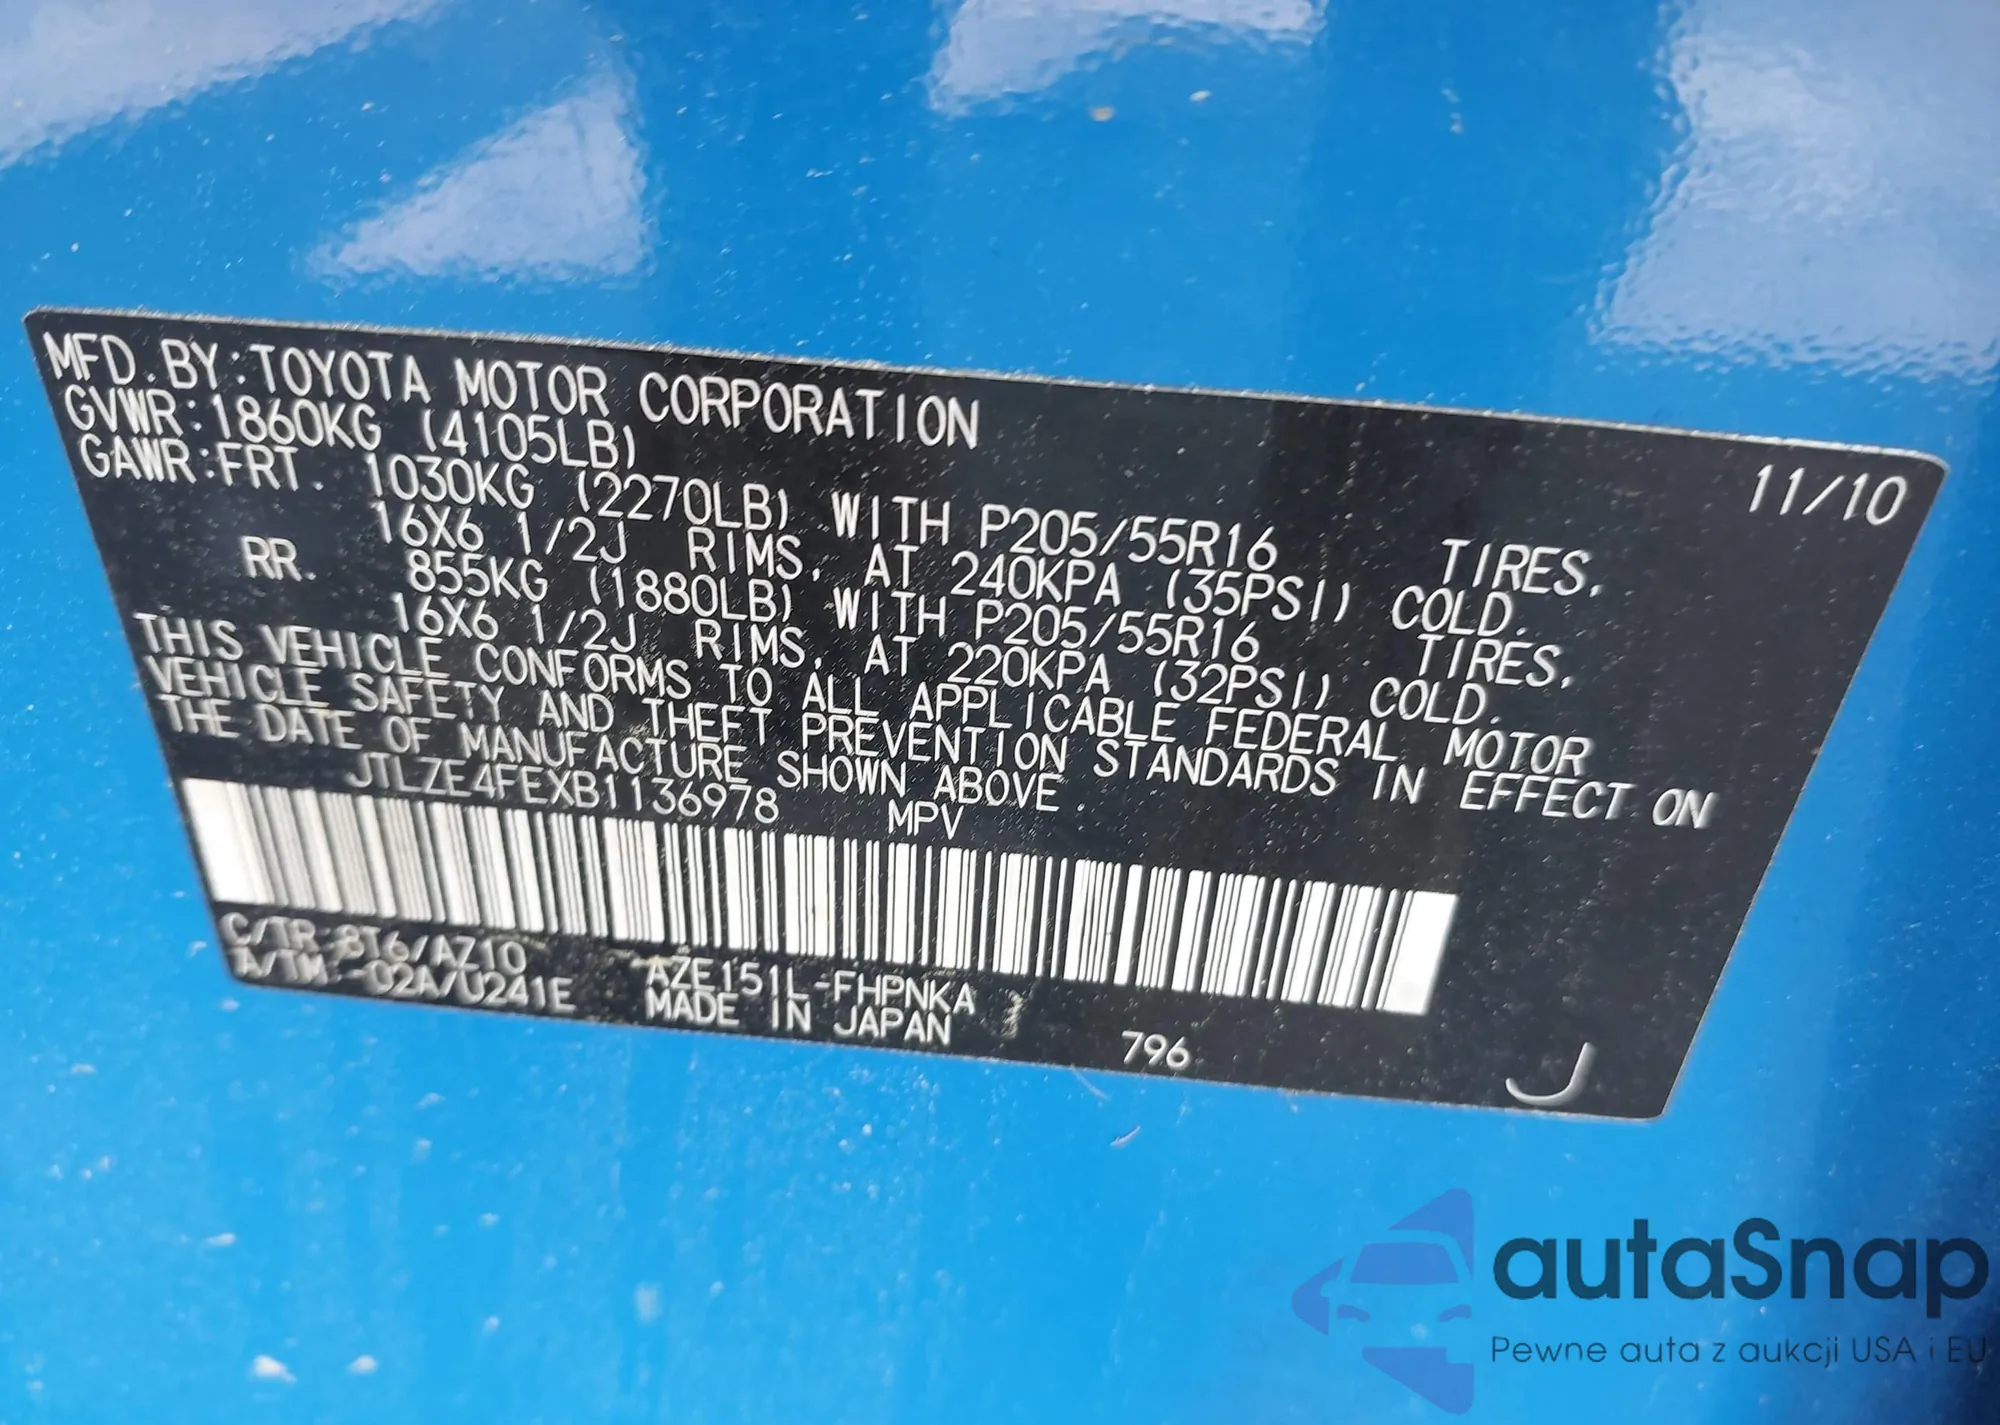 MFD.BY:TOYOTA MOTOR CORPORATION 11/10
GVWR:1860KG (4105LB)
GAWR:FRT. 1030KG (2270LB) WITH P205/55R16 TIRES,
16X6 1/2J RIMS, AT 240KPA (35PSI) COLD.
RR. 855KG (1880LB) WITH P205/55R16 TIRES,
16X6 1/2J RIMS, AT 220KPA (32PSI) COLD.
THIS VEHICLE CONFORMS TO ALL APPLICABLE FEDERAL MOTOR
VEHICLE SAFETY AND THEFT PREVENTION STANDARDS IN EFFECT ON
THE DATE OF MANUFACTURE SHOWN ABOVE.
JTLZE4FEXB1136978 MPV
C/TR:8T6/AZ10 AZE151L-FHPNKA
A/TM:-02A/U241E MADE IN JAPAN 796 J
autaSnap
Pewne auta z aukcji USA i EU